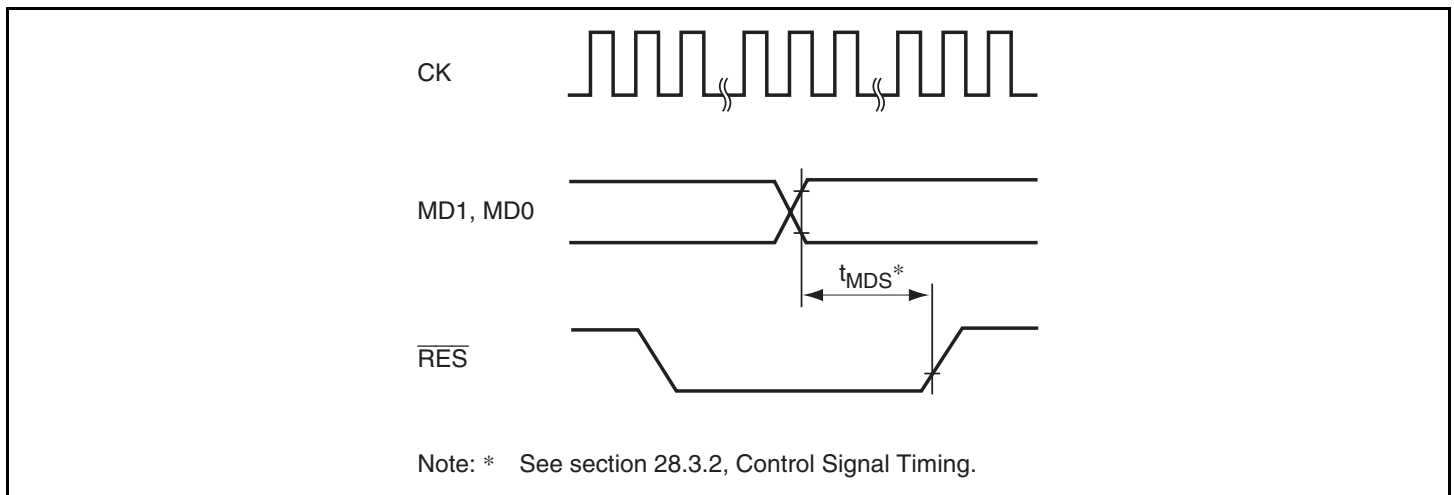 CK
MD1, MD0
tMDS*
RES
Note: * See section 28.3.2, Control Signal Timing.